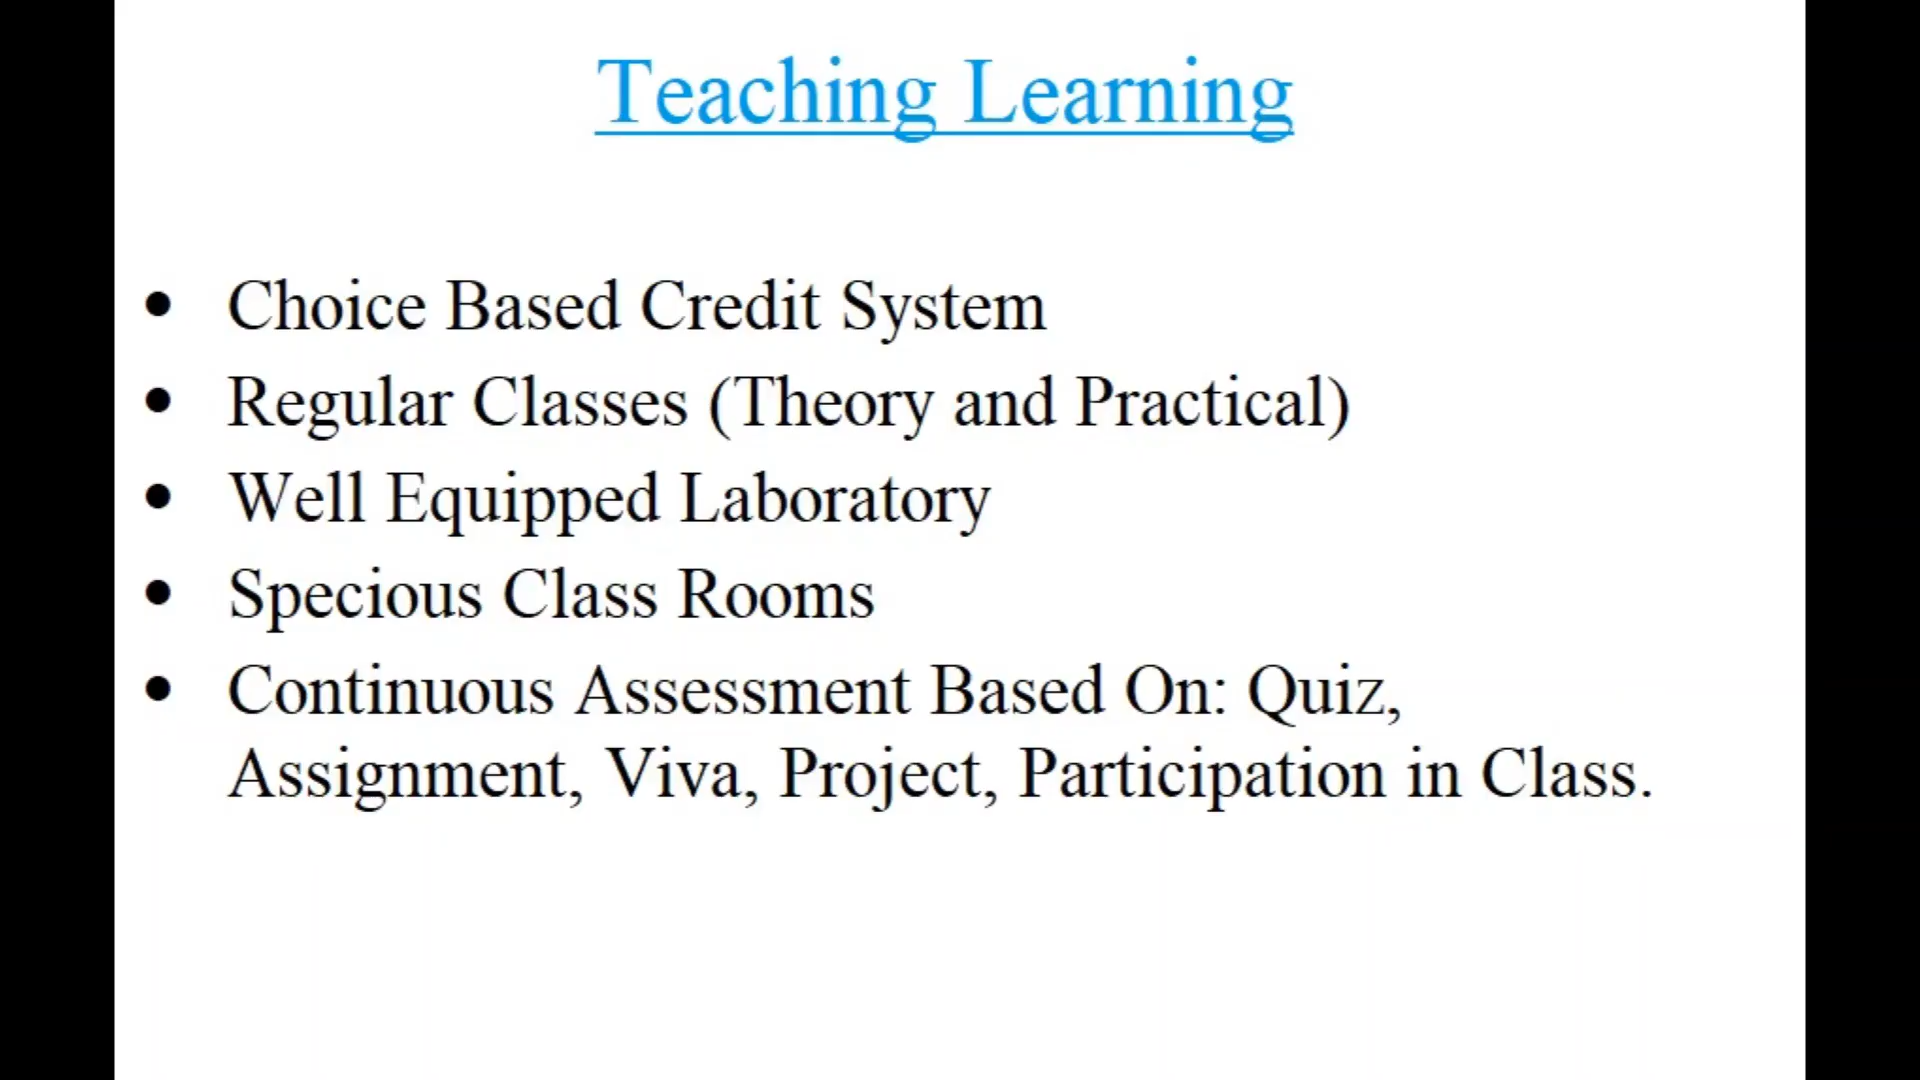 Teaching Learning
• Choice Based Credit System
• Regular Classes (Theory and Practical)
• Well Equipped Laboratory
• Specious Class Rooms
• Continuous Assessment Based On: Quiz,
Assignment, Viva, Project, Participation in Class.